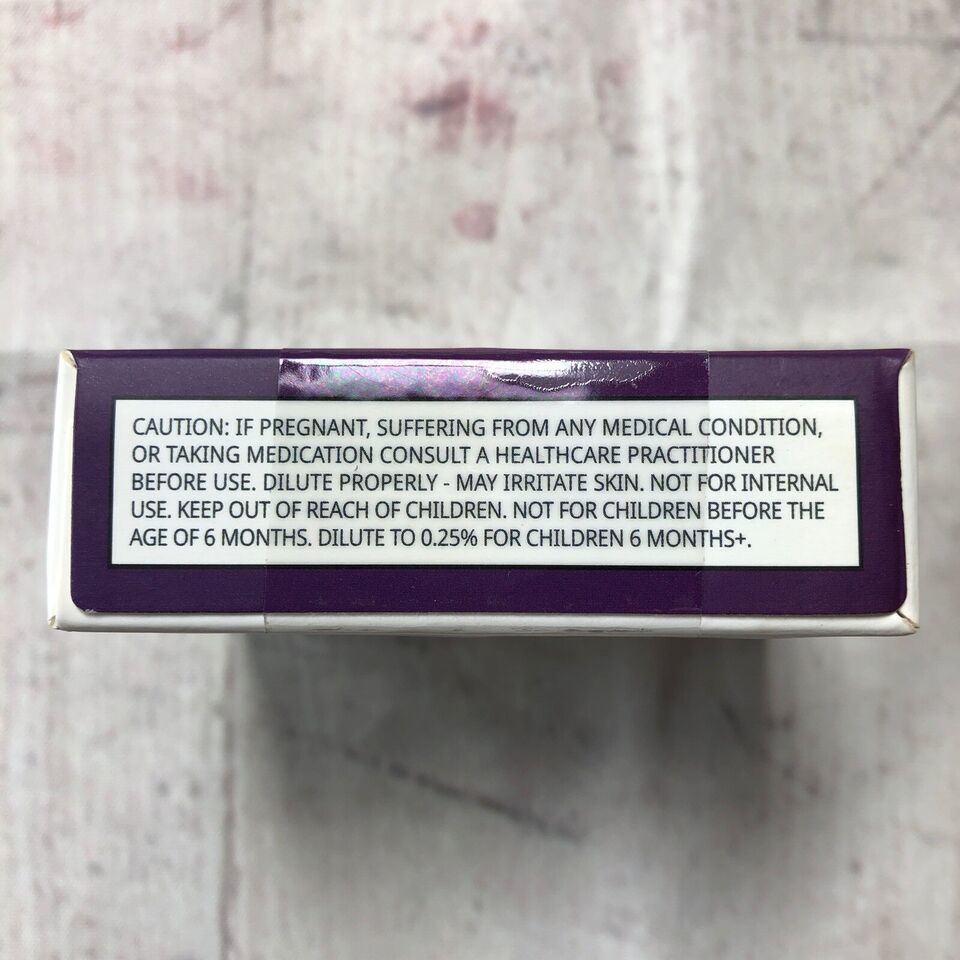 CAUTION: IF PREGNANT, SUFFERING FROM ANY MEDICAL CONDITION,
OR TAKING MEDICATION CONSULT A HEALTHCARE PRACTITIONER
BEFORE USE. DILUTE PROPERLY - MAY IRRITATE SKIN. NOT FOR INTERNAL
USE. KEEP OUT OF REACH OF CHILDREN. NOT FOR CHILDREN BEFORE THE
AGE OF 6 MONTHS. DILUTE TO 0.25% FOR CHILDREN 6 MONTHS+.